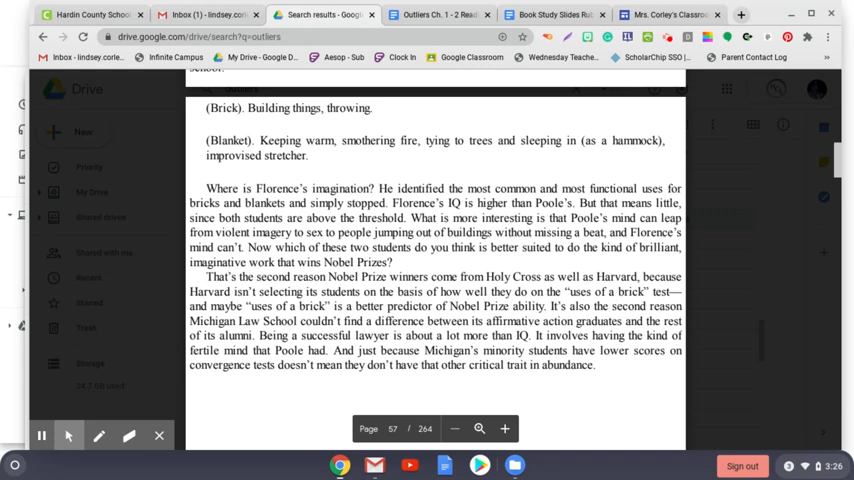 Hardin County School
Inbox (1) - lindsey.cor
Search results - Googl
Outliers Ch. 1 - 2 Read
Book Study Slides Ru
Mrs. Corley's Classroo
drive.google.com/drive/search?q=outliers
Inbox - lindsey.corle...
Infinite Campus
My Drive - Google D...
Aesop - Sub
Clock In
Google Classroom
Wednesday Teache...
ScholarChip SSO |...
Parent Contact Log
Drive
outliers
school.
New
Priority
My Drive
Shared drives
Shared with me
Recent
Starred
Trash
Storage
(Brick). Building things, throwing.
(Blanket). Keeping warm, smothering fire, tying to trees and sleeping in (as a hammock),
improvised stretcher.
Where is Florence's imagination? He identified the most common and most functional uses for
bricks and blankets and simply stopped. Florence's IQ is higher than Poole's. But that means little,
since both students are above the threshold. What is more interesting is that Poole's mind can leap
from violent imagery to sex to people jumping out of buildings without missing a beat, and Florence's
mind can't. Now which of these two students do you think is better suited to do the kind of brilliant,
imaginative work that wins Nobel Prizes?
That's the second reason Nobel Prize winners come from Holy Cross as well as Harvard, because
Harvard isn't selecting its students on the basis of how well they do on the "uses of a brick" test—
and maybe "uses of a brick" is a better predictor of Nobel Prize ability. It's also the second reason
Michigan Law School couldn't find a difference between its affirmative action graduates and the rest
of its alumni. Being a successful lawyer is about a lot more than IQ. It involves having the kind of
fertile mind that Poole had. And just because Michigan's minority students have lower scores on
convergence tests doesn't mean they don't have that other critical trait in abundance.
Page 57 / 264
Sign out
3 3:26